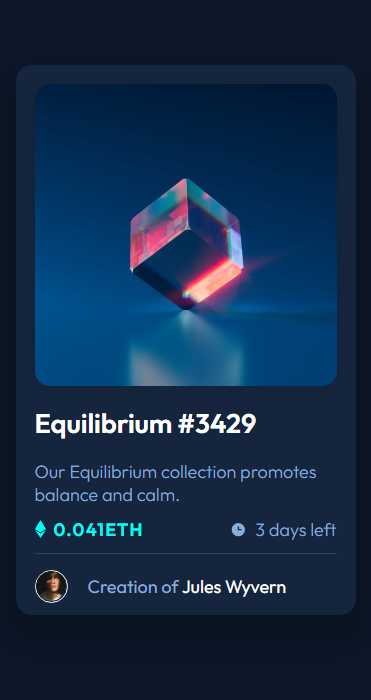 Equilibrium #3429
Our Equilibrium collection promotes
balance and calm.
0.041ETH
3 days left
Creation of Jules Wyvern